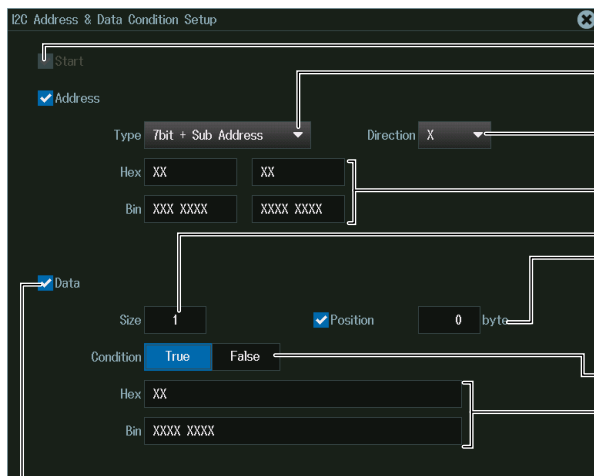 I2C Address & Data Condition Setup
Start
Address
Type 7bit + Sub Address Direction X
Hex XX XX
Bin XXX XXXX XXXX XXXX
Data
Size 1 Position 0 byte
Condition True False
Hex XX
Bin XXXX XXXX